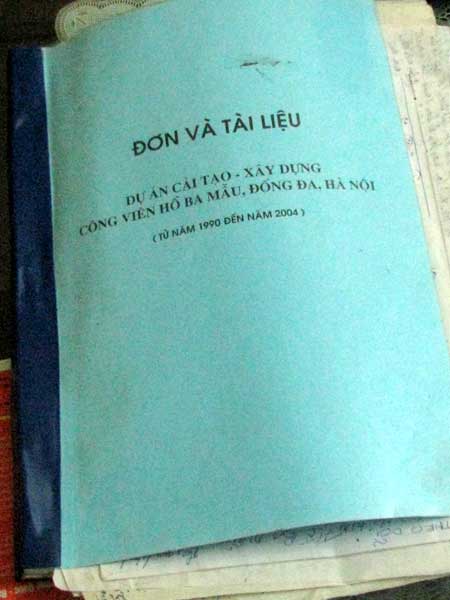 ĐƠN VÀ TÀI LIỆU
DỰ ÁN CẢI TẠO - XÂY DỰNG
CÔNG VIÊN HỒ BA MẪU, ĐỐNG ĐA, HÀ NỘI
( TỪ NĂM 1990 ĐẾN NĂM 2004 )